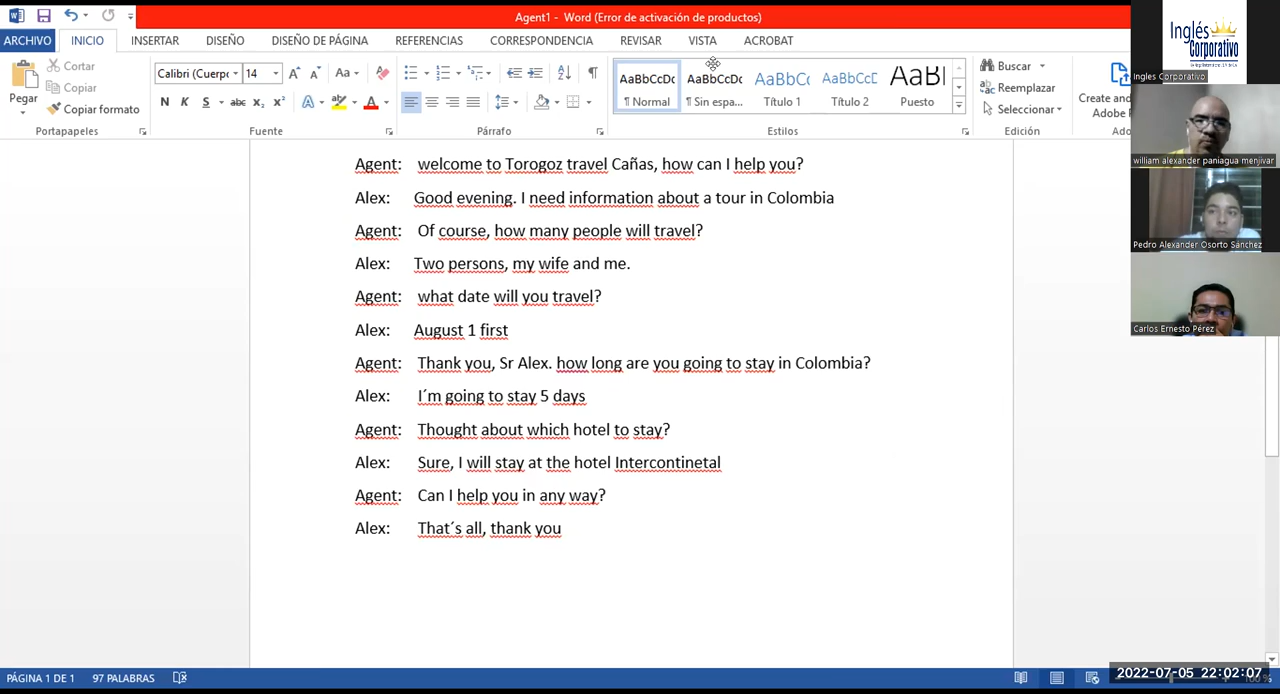 Agent1 - Word (Error de activación de productos)
ARCHIVO INICIO INSERTAR DISEÑO DISEÑO DE PÁGINA REFERENCIAS CORRESPONDENCIA REVISAR VISTA ACROBAT
Pegar
Cortar
Copiar
Copiar formato
Portapapeles
Calibri (Cuerpo 14
N K S abc
Fuente
Párrafo
AaBbCcDc AaBbCcDc AaBbCc AaBbCcD AaBl
¶ Normal ¶ Sin espa... Título 1 Título 2 Puesto
Estilos
Buscar
Reemplazar
Seleccionar
Edición
Create and
Adobe
Inglés
Corporativo
Ingles Corporativo
william alexander paniagua menjivar
Pedro Alexander Osorto Sánchez
Carlos Ernesto Pérez
Agent: welcome to Torogoz travel Cañas, how can I help you?
Alex: Good evening. I need information about a tour in Colombia
Agent: Of course, how many people will travel?
Alex: Two persons, my wife and me.
Agent: what date will you travel?
Alex: August 1 first
Agent: Thank you, Sr Alex. how long are you going to stay in Colombia?
Alex: I´m going to stay 5 days
Agent: Thought about which hotel to stay?
Alex: Sure, I will stay at the hotel Intercontinetal
Agent: Can I help you in any way?
Alex: That´s all, thank you
PÁGINA 1 DE 1 97 PALABRAS
2022-07-05 22:02:07